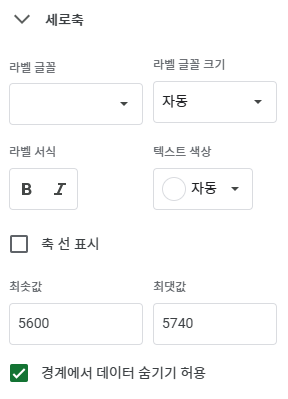 세로축
라벨 글꼴
라벨 글꼴 크기
자동
라벨 서식
텍스트 색상
B I
자동
축 선 표시
최솟값
최댓값
5600
5740
경계에서 데이터 숨기기 허용